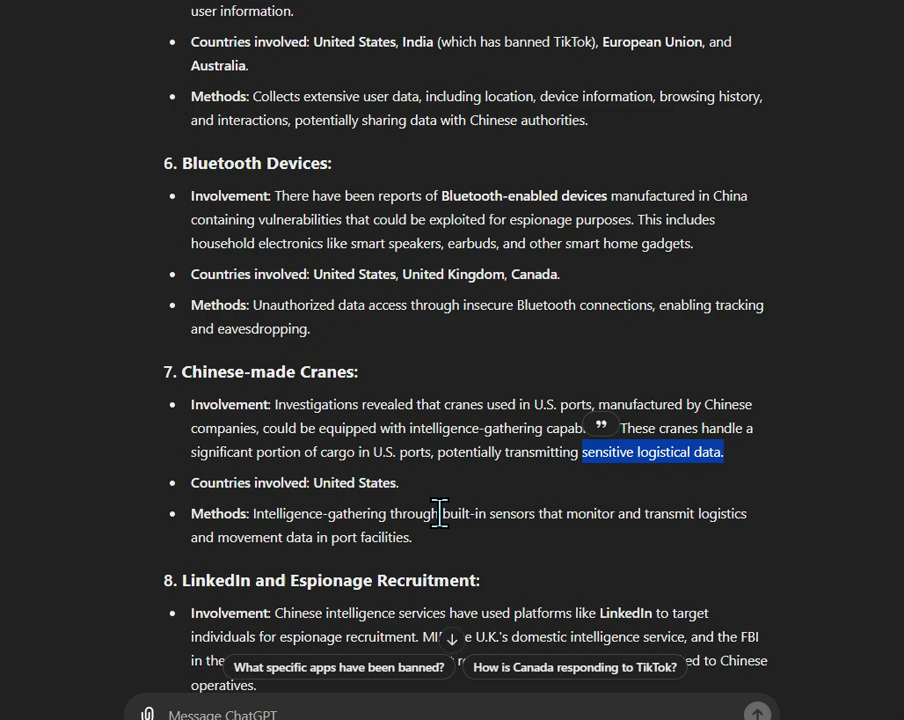 user information.
• Countries involved: United States, India (which has banned TikTok), European Union, and
Australia.
• Methods: Collects extensive user data, including location, device information, browsing history,
and interactions, potentially sharing data with Chinese authorities.
6. Bluetooth Devices:
• Involvement: There have been reports of Bluetooth-enabled devices manufactured in China
containing vulnerabilities that could be exploited for espionage purposes. This includes
household electronics like smart speakers, earbuds, and other smart home gadgets.
• Countries involved: United States, United Kingdom, Canada.
• Methods: Unauthorized data access through insecure Bluetooth connections, enabling tracking
and eavesdropping.
7. Chinese-made Cranes:
• Involvement: Investigations revealed that cranes used in U.S. ports, manufactured by Chinese
companies, could be equipped with intelligence-gathering These cranes handle a
significant portion of cargo in U.S. ports, potentially transmitting sensitive logistical data.
• Countries involved: United States.
• Methods: Intelligence-gathering through built-in sensors that monitor and transmit logistics
and movement data in port facilities.
8. LinkedIn and Espionage Recruitment:
• Involvement: Chinese intelligence services have used platforms like LinkedIn to target
individuals for espionage recruitment. U.K.'s domestic intelligence service, and the FBI
in the to Chinese
What specific apps have been banned?
How is Canada responding to TikTok?
operatives.
Message ChatGPT